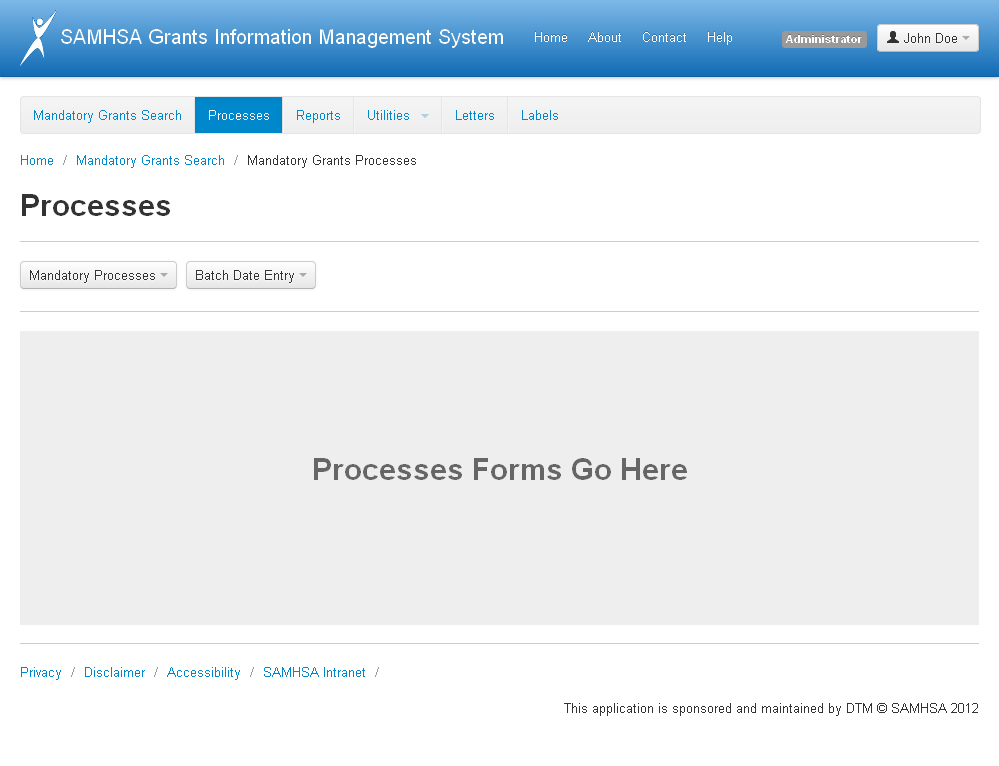 SAMHSA Grants Information Management System Home About Contact Help Administrator John Doe
Mandatory Grants Search Processes Reports Utilities Letters Labels
Home / Mandatory Grants Search / Mandatory Grants Processes
Processes
Mandatory Processes Batch Date Entry
Processes Forms Go Here
Privacy / Disclaimer / Accessibility / SAMHSA Intranet /
This application is sponsored and maintained by DTM © SAMHSA 2012